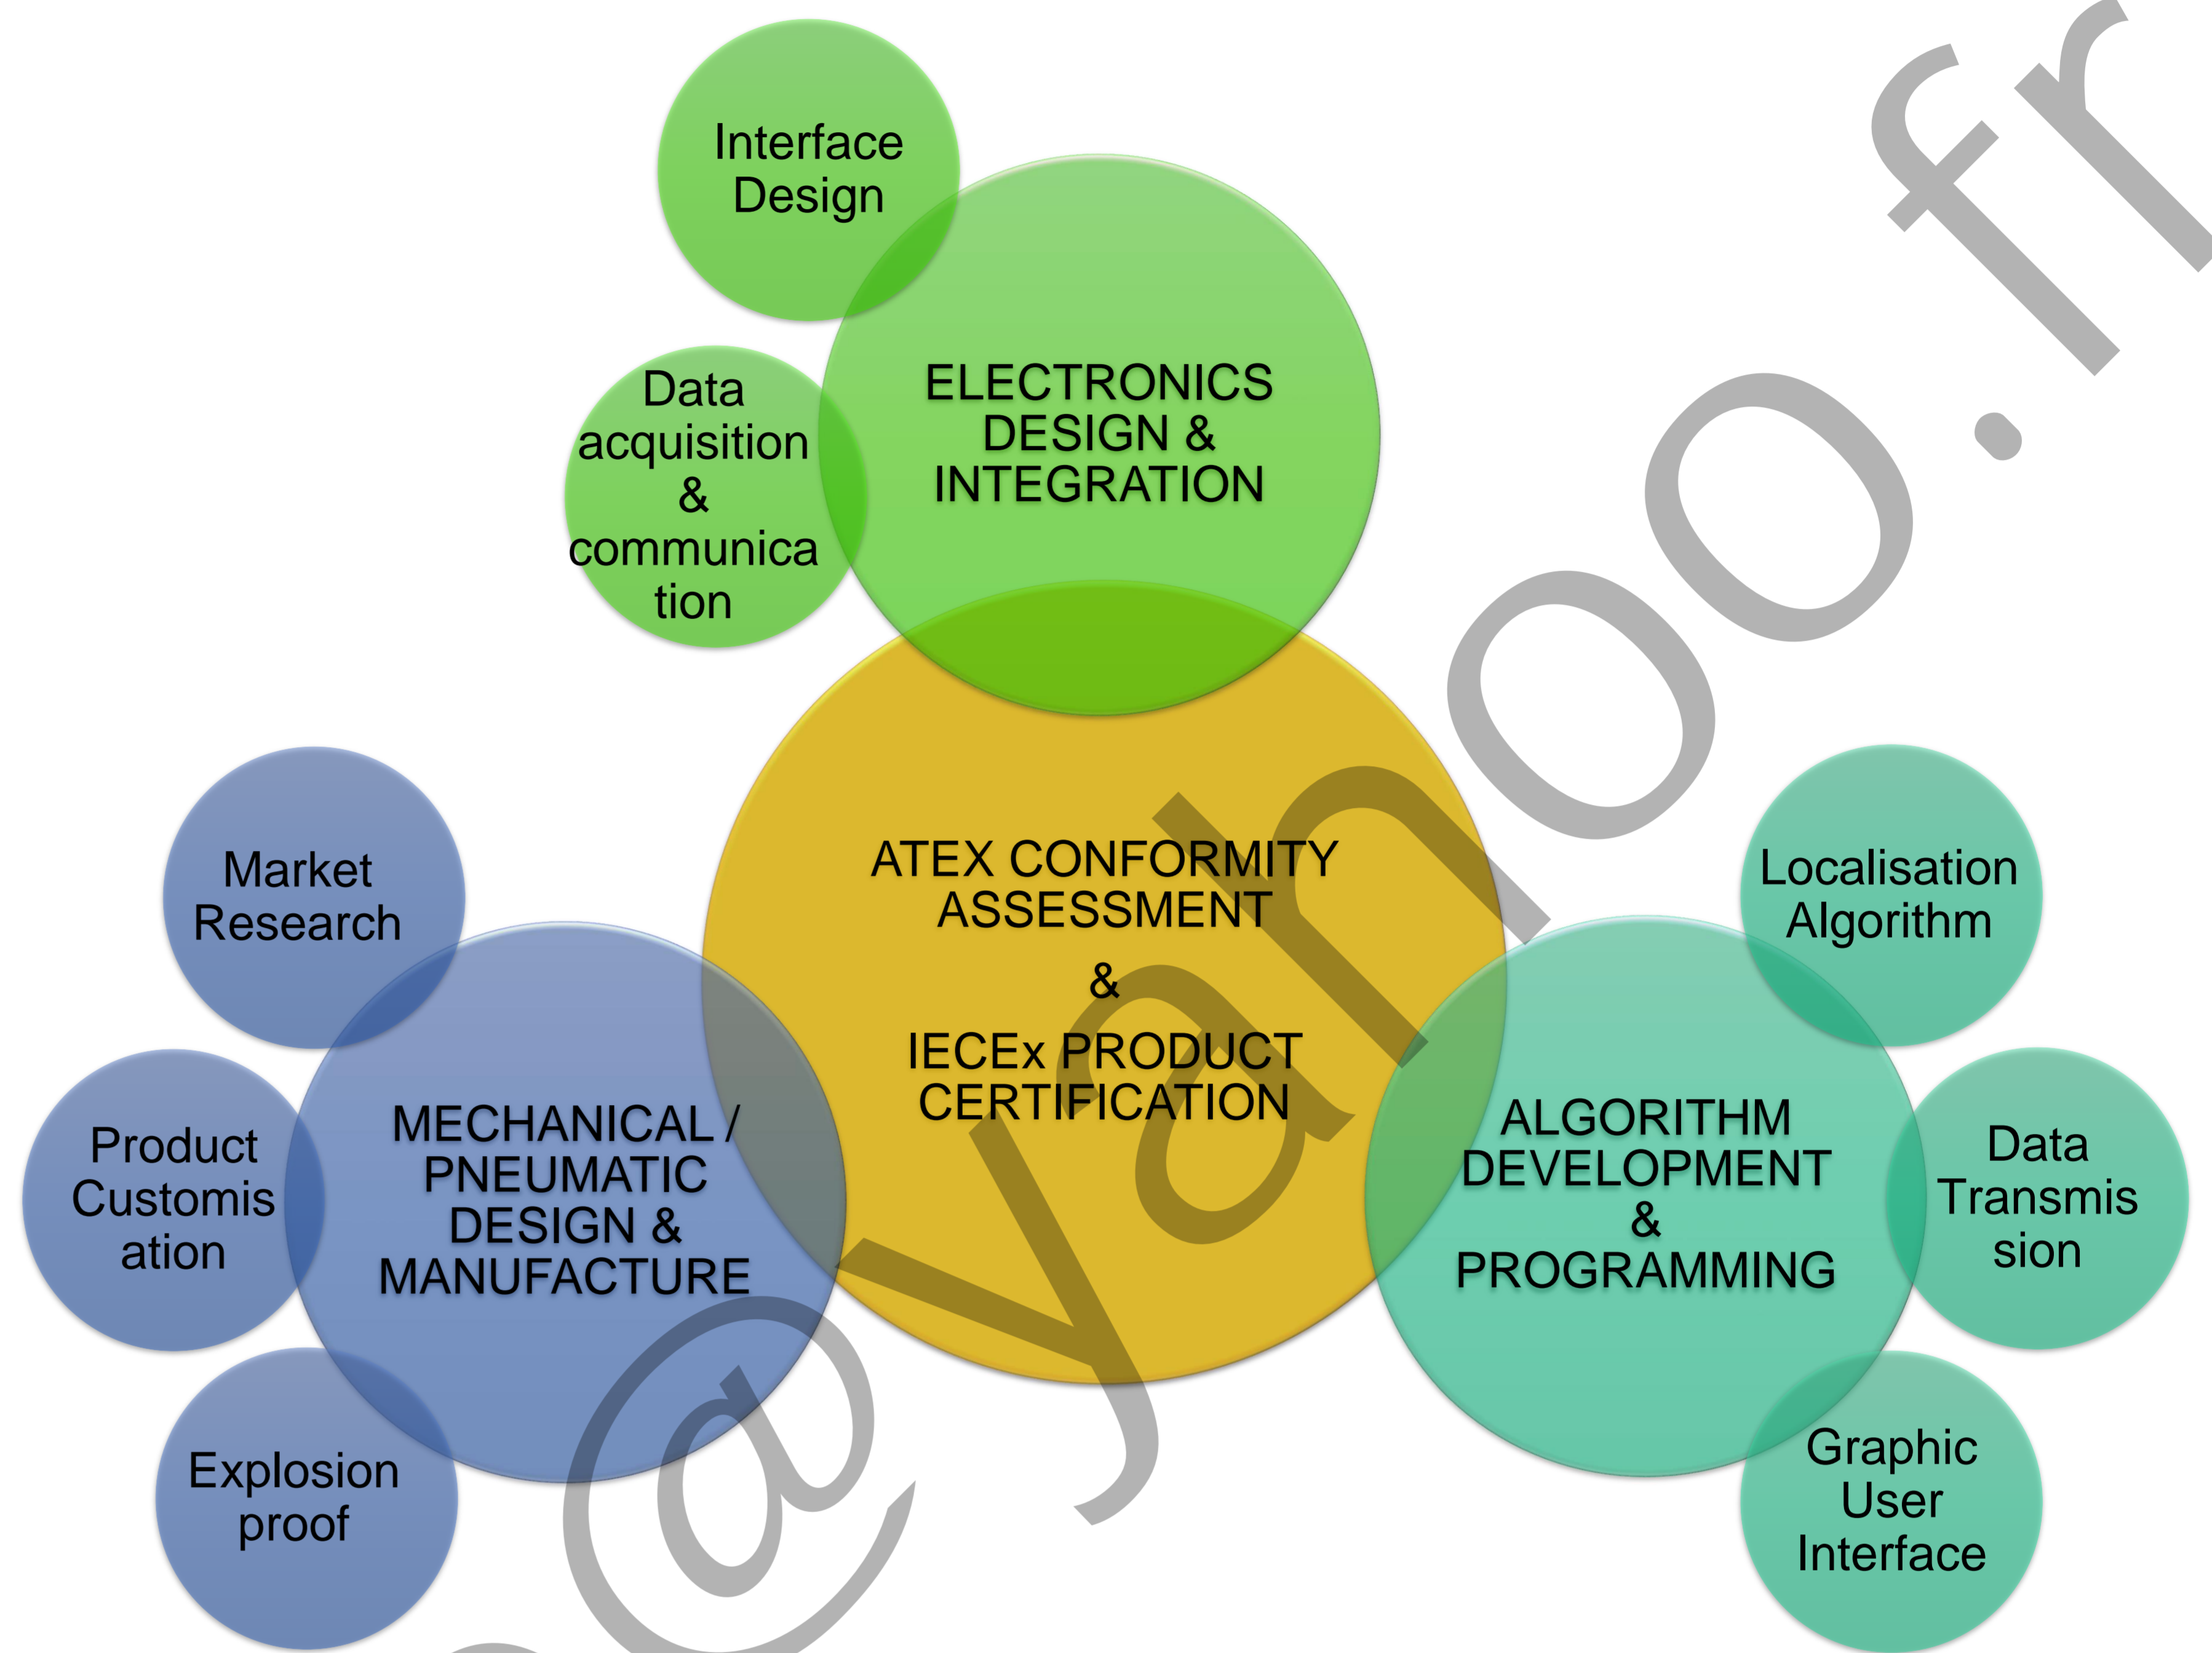 Interface
Design
Data
acquisition
&
communica
tion
ELECTRONICS
DESIGN &
INTEGRATION
ATEX CONFORMITY
ASSESSMENT
&
IECEx PRODUCT
CERTIFICATION
Market
Research
Product
Customis
ation
Explosion
proof
MECHANICAL /
PNEUMATIC
DESIGN &
MANUFACTURE
ALGORITHM
DEVELOPMENT
&
PROGRAMMING
Localisation
Algorithm
Data
Transmis
sion
Graphic
User
Interface
@yahoo.fr